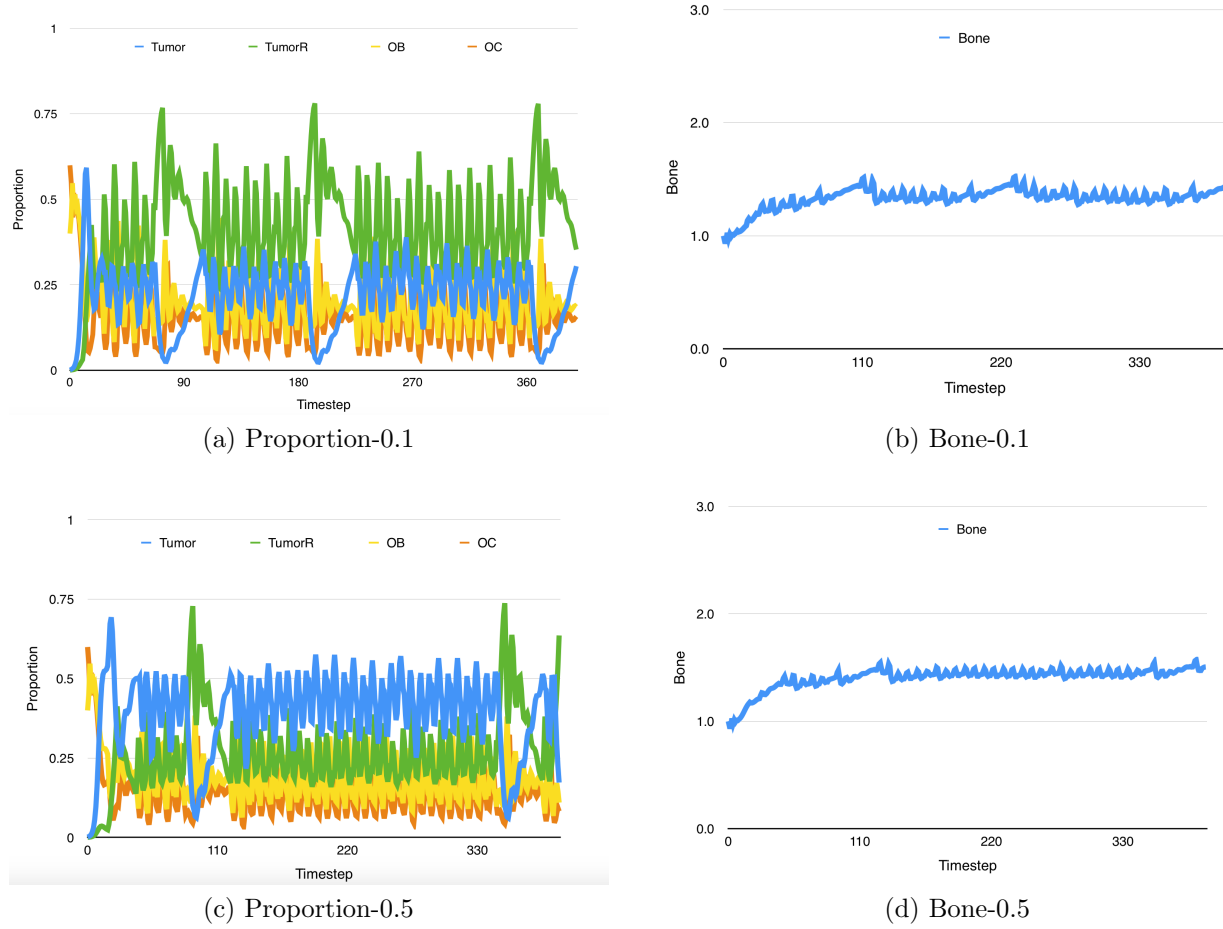 1
Tumor TumorR OB OC
0.75
0.5
0.25
0
Proportion
0 90 180 270 360
Timestep
(a) Proportion-0.1
3.0
Bone
2.0
1.0
0.0
Bone
0 110 220 330
Timestep
(b) Bone-0.1
1
Tumor TumorR OB OC
0.75
0.5
0.25
0
Proportion
0 110 220 330
Timestep
(c) Proportion-0.5
3.0
Bone
2.0
1.0
0.0
Bone
0 110 220 330
Timestep
(d) Bone-0.5